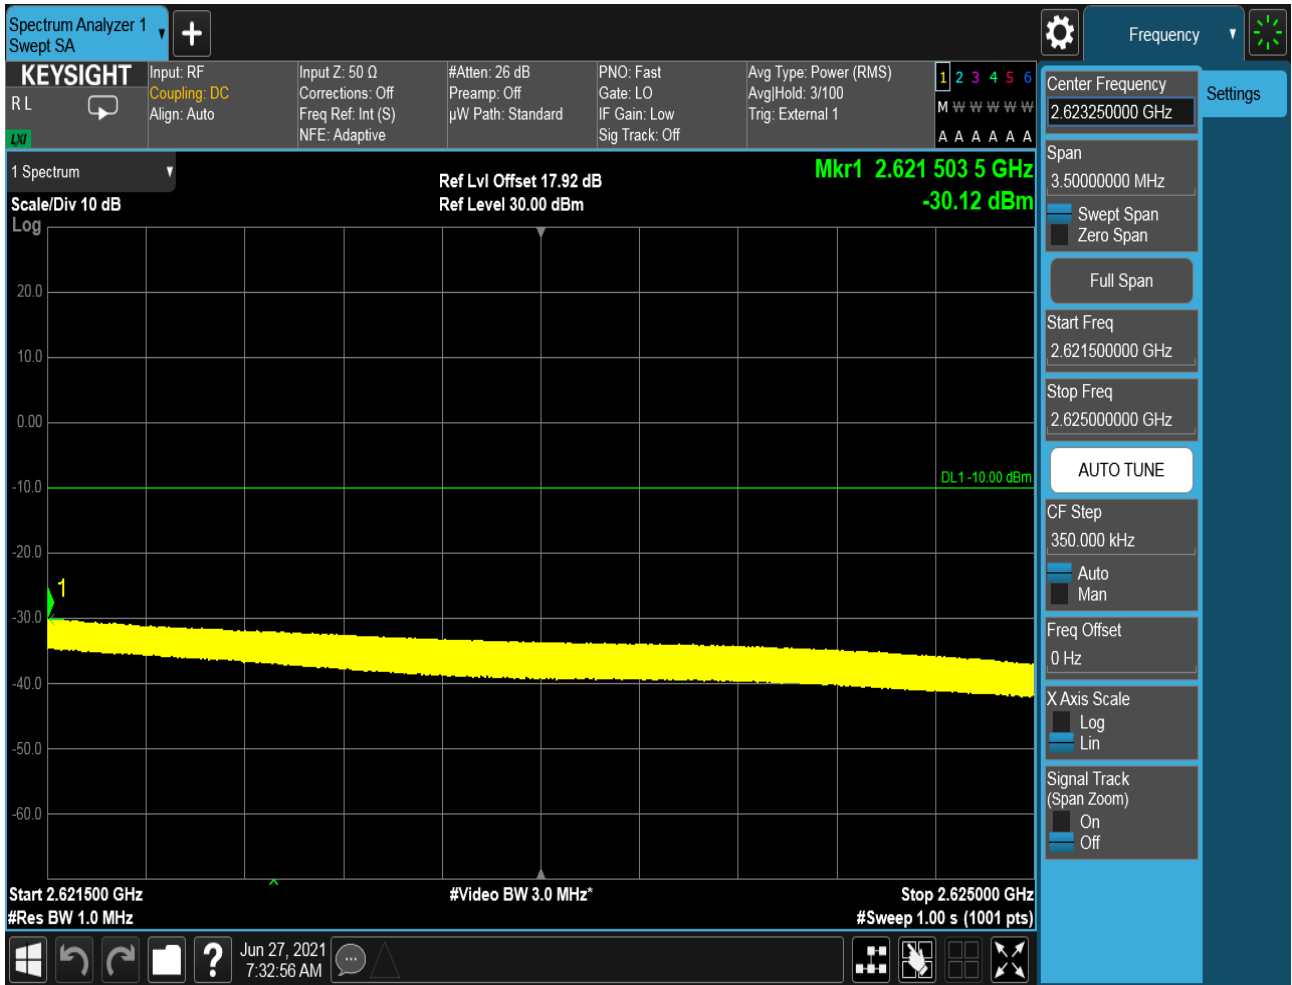 Spectrum Analyzer 1
Swept SA
Frequency
KEYSIGHT
R L
LXI
Input: RF
Coupling: DC
Align: Auto
Input Z: 50 Ω
Corrections: Off
Freq Ref: Int (S)
NFE: Adaptive
#Atten: 26 dB
Preamp: Off
µW Path: Standard
PNO: Fast
Gate: LO
IF Gain: Low
Sig Track: Off
Avg Type: Power (RMS)
Avg|Hold: 3/100
Trig: External 1
1 2 3 4 5 6
M W W W W W
A A A A A A
1 Spectrum
Scale/Div 10 dB
Ref Lvl Offset 17.92 dB
Ref Level 30.00 dBm
Mkr1 2.621 503 5 GHz
-30.12 dBm
Log
20.0
10.0
0.00
-10.0
DL1 -10.00 dBm
-20.0
1
-30.0
-40.0
-50.0
-60.0
Start 2.621500 GHz
#Video BW 3.0 MHz*
Stop 2.625000 GHz
#Res BW 1.0 MHz
#Sweep 1.00 s (1001 pts)
Center Frequency
2.623250000 GHz
Settings
Span
3.50000000 MHz
Swept Span
Zero Span
Full Span
Start Freq
2.621500000 GHz
Stop Freq
2.625000000 GHz
AUTO TUNE
CF Step
350.000 kHz
Auto
Man
Freq Offset
0 Hz
X Axis Scale
Log
Lin
Signal Track
(Span Zoom)
On
Off
?
Jun 27, 2021
7:32:56 AM